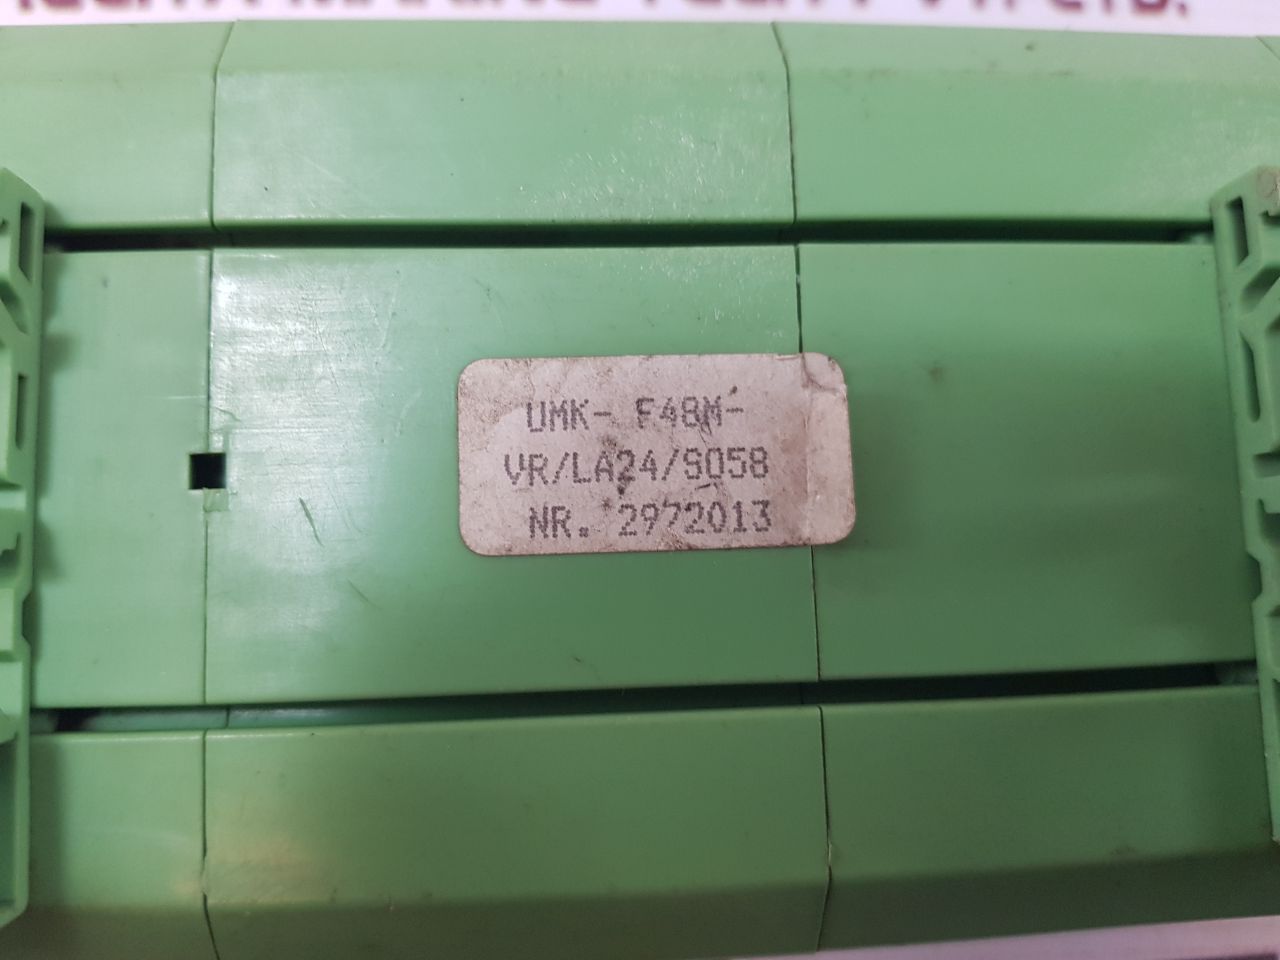 UMK- F48M-
VR/LA24/S058
NR. 2972013